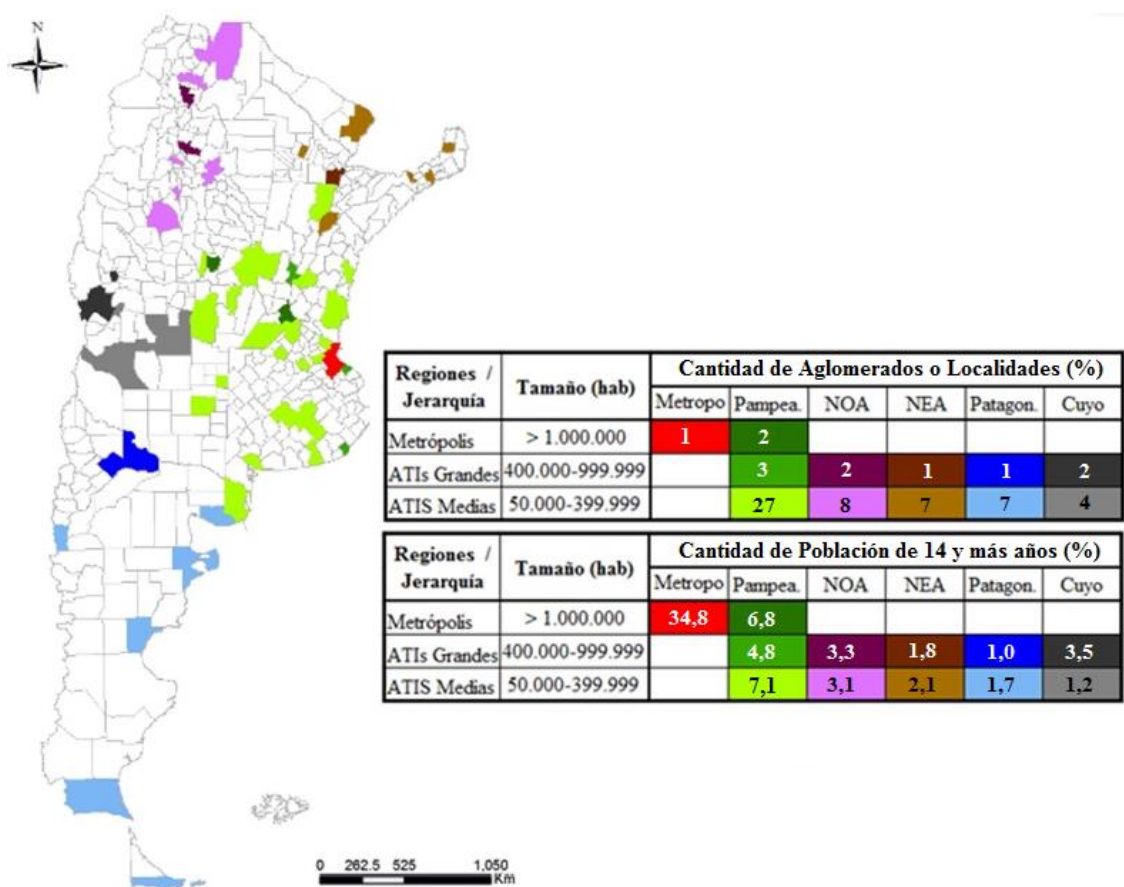 N
Regiones / Jerarquía Tamaño (hab) Cantidad de Aglomerados o Localidades (%)
Metropo Pampea. NOA NEA Patagon. Cuyo
Metrópolis > 1.000.000 1 2
ATIs Grandes 400.000-999.999 3 2 1 1 2
ATIS Medias 50.000-399.999 27 8 7 7 4
Regiones / Jerarquía Tamaño (hab) Cantidad de Población de 14 y más años (%)
Metropo Pampea. NOA NEA Patagon. Cuyo
Metrópolis > 1.000.000 34,8 6,8
ATIs Grandes 400.000-999.999 4,8 3,3 1,8 1,0 3,5
ATIS Medias 50.000-399.999 7,1 3,1 2,1 1,7 1,2
0 262.5 525 1,050
Km